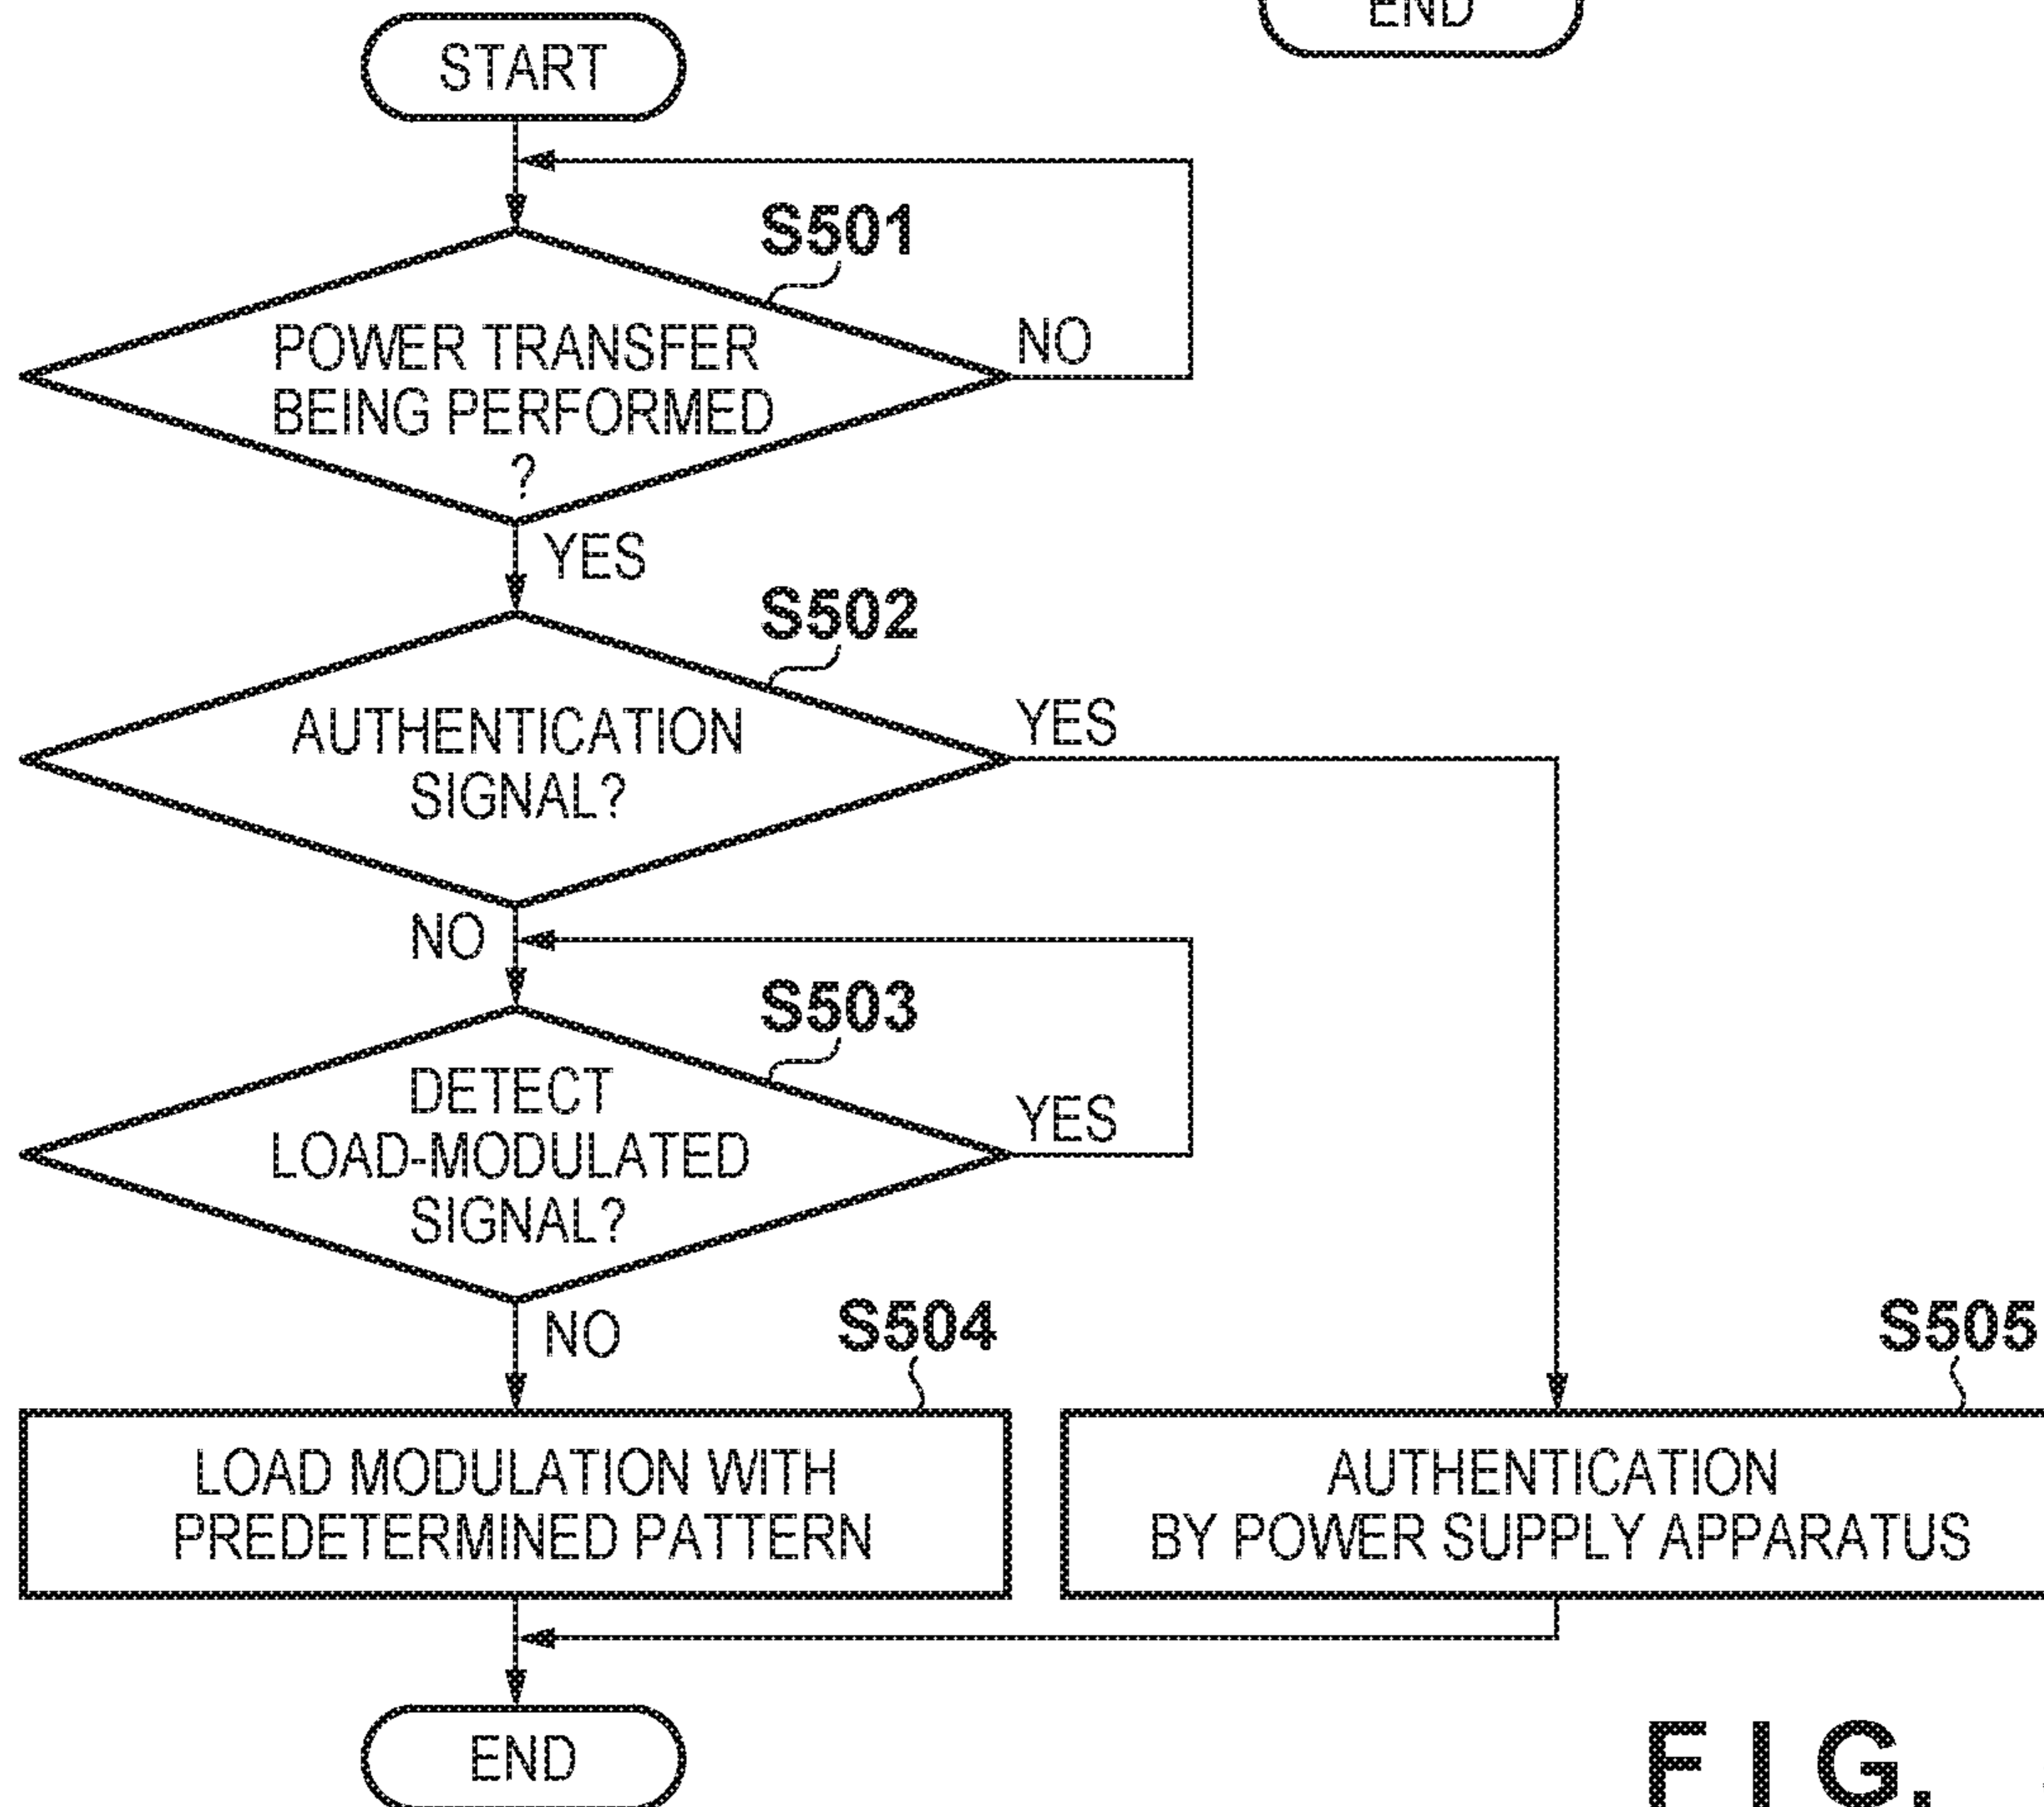 END
START
S501
POWER TRANSFER
BEING PERFORMED
?
NO
YES
S502
AUTHENTICATION
SIGNAL?
YES
NO
S503
DETECT
LOAD-MODULATED
SIGNAL?
YES
NO
S504
LOAD MODULATION WITH
PREDETERMINED PATTERN
S505
AUTHENTICATION
BY POWER SUPPLY APPARATUS
END
FIG.